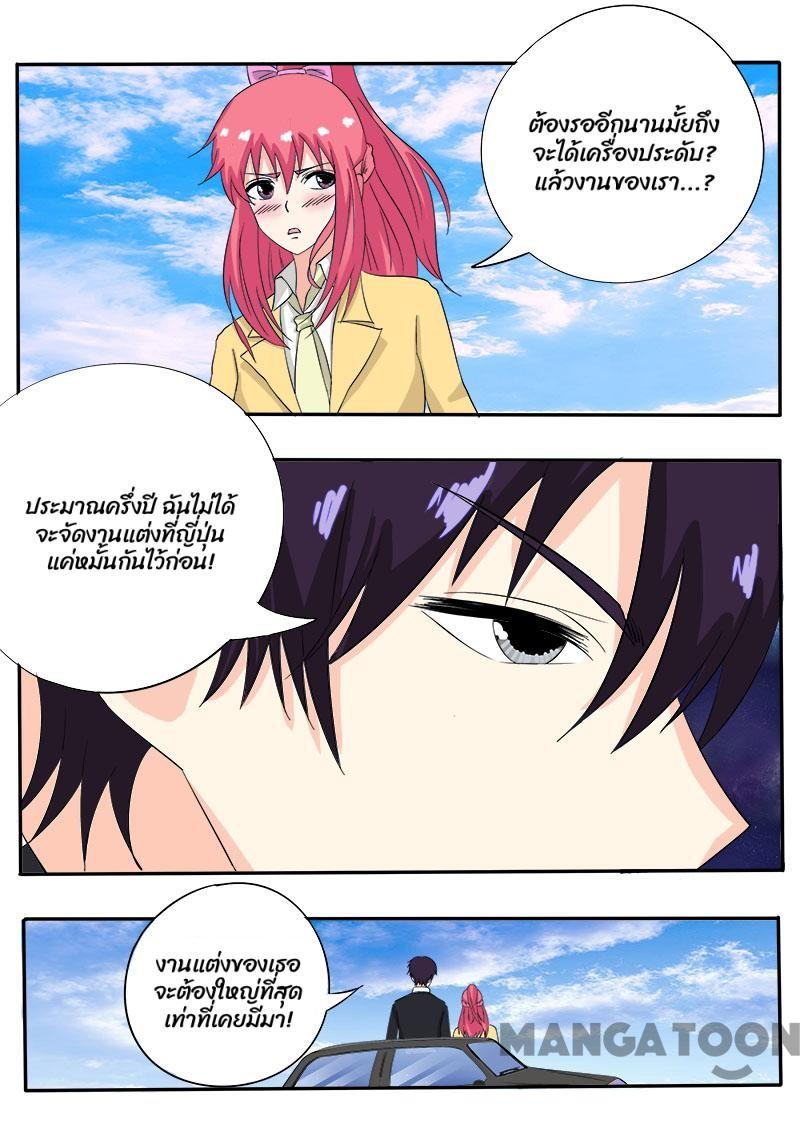 ต้องรออีกนานมั้ยถึง
จะได้เครื่องประดับ?
แล้วงานของเรา...?
ประมาณครึ่งปี ฉันไม่ได้
จะจัดงานแต่งที่ญี่ปุ่น
แค่หมั้นกันไว้ก่อน!
งานแต่งของเธอ
จะต้องใหญ่ที่สุด
เท่าที่เคยมีมา!
MANGATOON